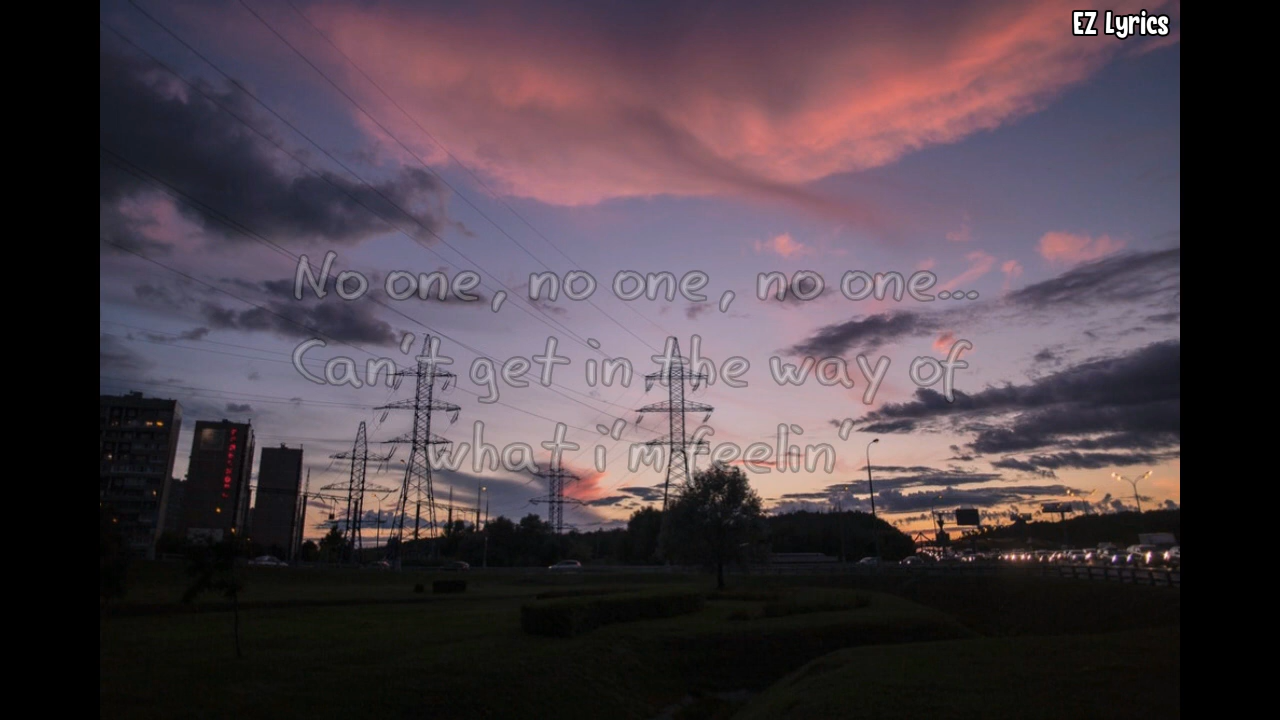 EZ Lyrics
No one, no one, no one...
Can't get in the way of
what i'm feelin'